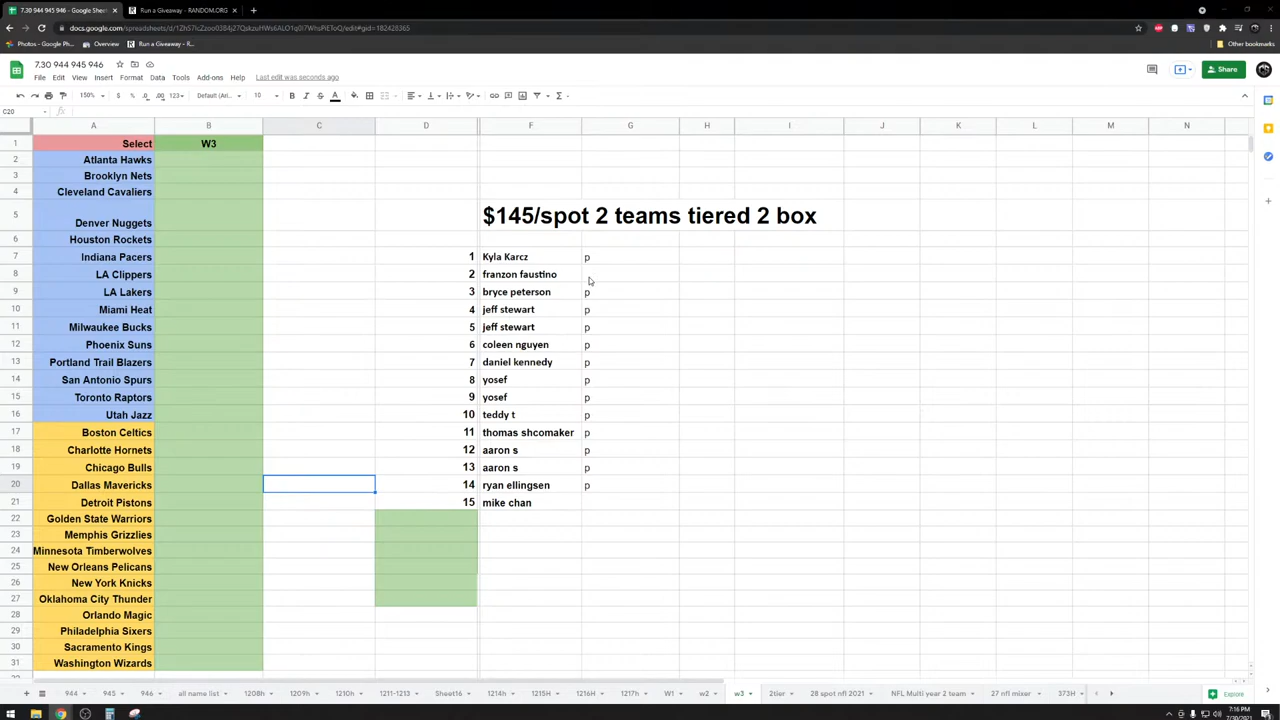 7.30 944 945 946 - Google Sheet
Run a Giveaway - RANDOM.ORG
Photos - Google Ph...
Overview
Run a Giveaway - R...
Other bookmarks
7.30 944 945 946
File Edit View Insert Format Data Tools Add-ons Help Last edit was seconds ago
Share
150% $ % .0 .00 123 Default (Ari... 10 B I S A
C20 fx
A B C D F G H I J K L M N
1 Select W3
2 Atlanta Hawks
3 Brooklyn Nets
4 Cleveland Cavaliers
5 Denver Nuggets $145/spot 2 teams tiered 2 box
6 Houston Rockets
7 Indiana Pacers 1 Kyla Karcz p
8 LA Clippers 2 franzon faustino
9 LA Lakers 3 bryce peterson p
10 Miami Heat 4 jeff stewart p
11 Milwaukee Bucks 5 jeff stewart p
12 Phoenix Suns 6 coleen nguyen p
13 Portland Trail Blazers 7 daniel kennedy p
14 San Antonio Spurs 8 yosef p
15 Toronto Raptors 9 yosef p
16 Utah Jazz 10 teddy t p
17 Boston Celtics 11 thomas shcomaker p
18 Charlotte Hornets 12 aaron s p
19 Chicago Bulls 13 aaron s p
20 Dallas Mavericks 14 ryan ellingsen p
21 Detroit Pistons 15 mike chan
22 Golden State Warriors
23 Memphis Grizzlies
24 Minnesota Timberwolves
25 New Orleans Pelicans
26 New York Knicks
27 Oklahoma City Thunder
28 Orlando Magic
29 Philadelphia Sixers
30 Sacramento Kings
31 Washington Wizards
944 945 946 all name list 1208h 1209h 1210h 1211-1213 Sheet16 1214h 1215H 1216H 1217h W1 w2 w3 2tier 28 spot nfl 2021 NFL Multi year 2 team 27 nfl mixer 373H Explore
7:16 PM
7/30/2021